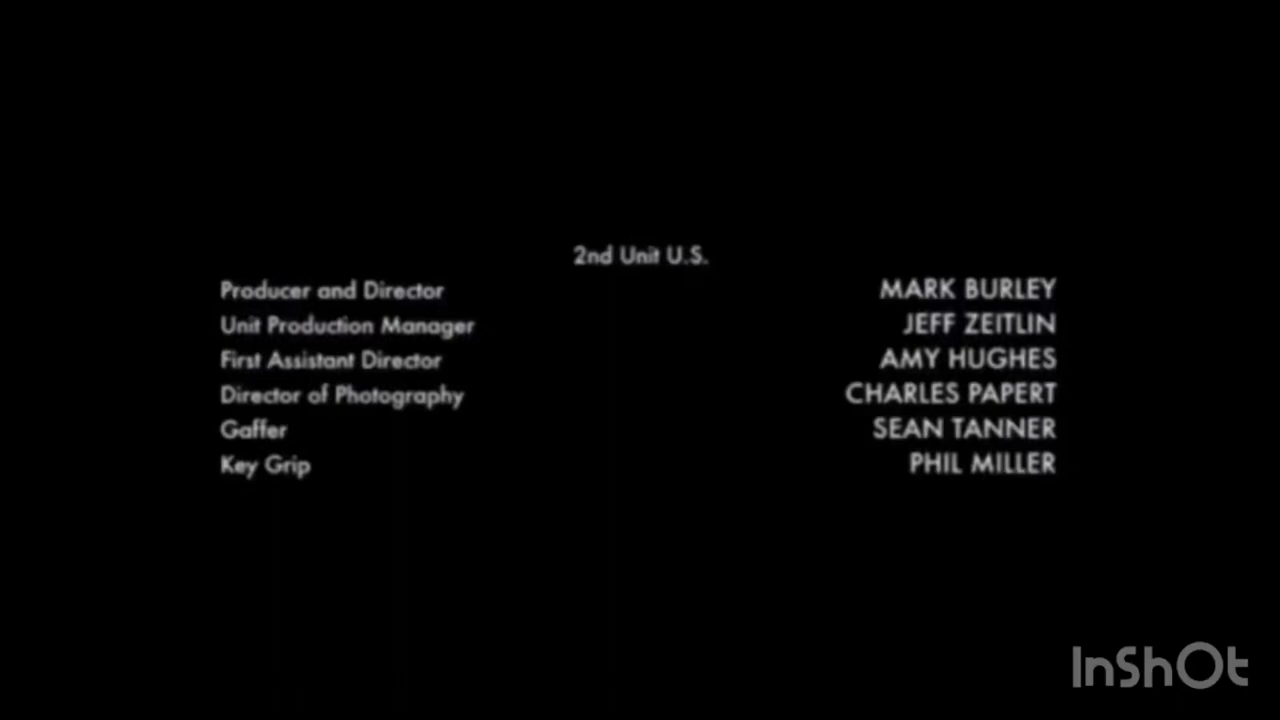 2nd Unit U.S.
Producer and Director MARK BURLEY
Unit Production Manager JEFF ZEITLIN
First Assistant Director AMY HUGHES
Director of Photography CHARLES PAPERT
Gaffer SEAN TANNER
Key Grip PHIL MILLER
InShOt